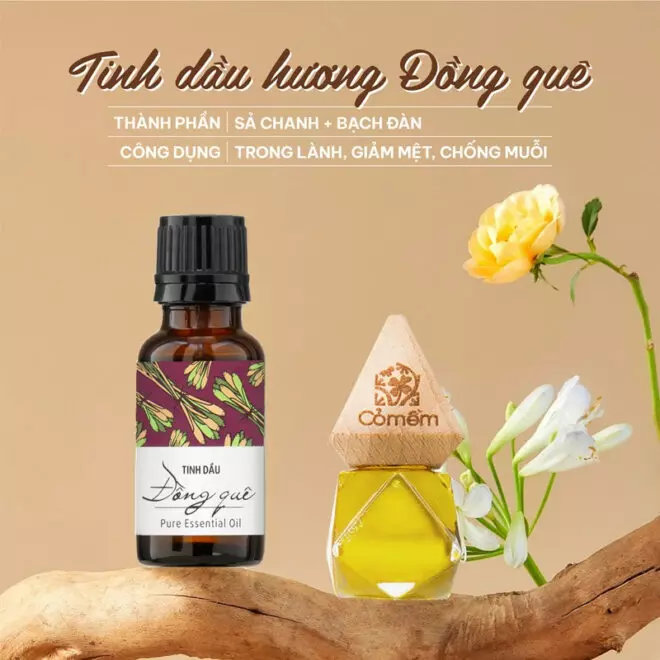 Tinh dầu hương Đồng quê
THÀNH PHẦN | SẢ CHANH + BẠCH ĐÀN
CÔNG DỤNG | TRONG LÀNH, GIẢM MỆT, CHỐNG MUỖI
Cỏmềm
TINH DẦU
Đồng quê
Pure Essential Oil